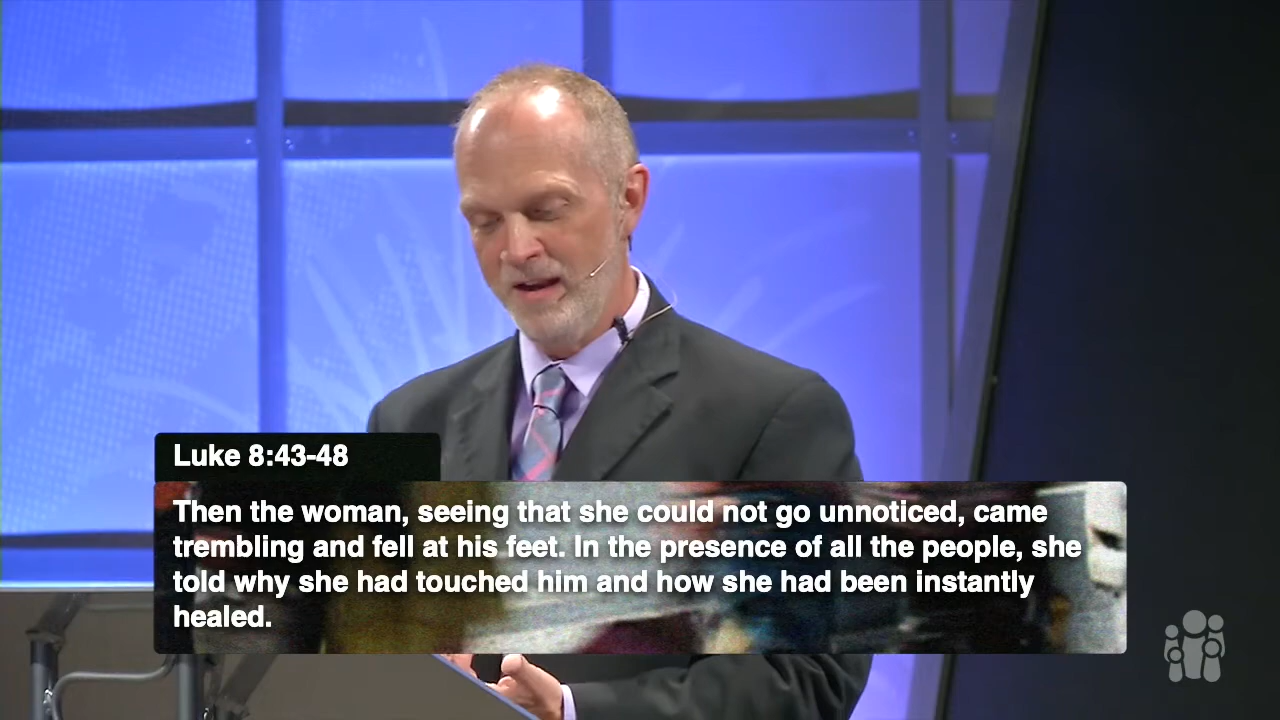 Luke 8:43-48
Then the woman, seeing that she could not go unnoticed, came
trembling and fell at his feet. In the presence of all the people, she
told why she had touched him and how she had been instantly
healed.